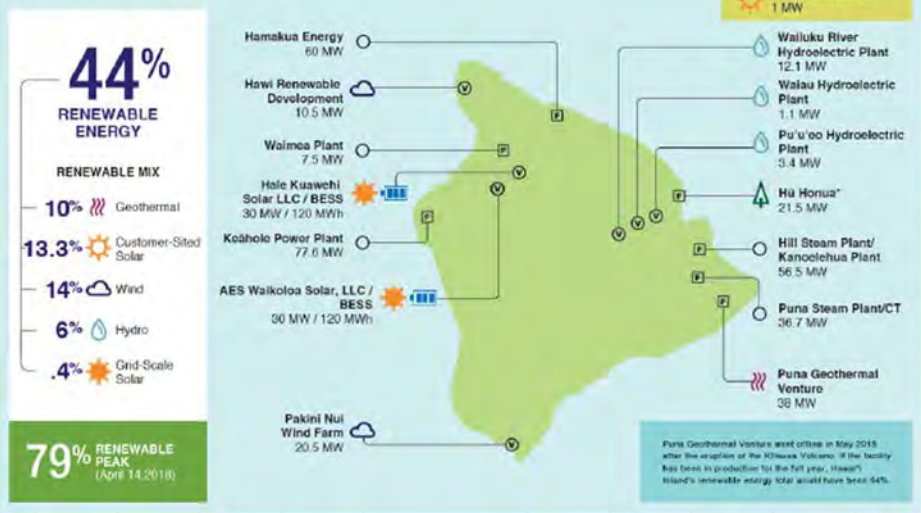 1 MW
44%
RENEWABLE
ENERGY
RENEWABLE MIX
10% Geothermal
13.3% Customer-Sited
Solar
14% Wind
6% Hydro
.4% Grid-Scale
Solar
79% RENEWABLE
PEAK
(April 14,2018)
Hamakua Energy
60 MW
Hawi Renewable
Development
10.5 MW
Waimea Plant
7.5 MW
Hale Kuawehi
Solar LLC / BESS
30 MW / 120 MWh
Keāhole Power Plant
77.6 MW
AES Waikoloa Solar, LLC /
BESS
30 MW / 120 MWh
Pakini Nui
Wind Farm
20.5 MW
V
F
F
V
V
F
V
V
V
F
F
F
F
V
Wailuku River
Hydroelectric Plant
12.1 MW
Waiau Hydroelectric
Plant
1.1 MW
Pu'u'eo Hydroelectric
Plant
3.4 MW
Hū Honua*
21.5 MW
Hill Steam Plant/
Kanoelehua Plant
56.5 MW
Puna Steam Plant/CT
36.7 MW
Puna Geothermal
Venture
38 MW
Puna Geothermal Venture went offline in May 2018
after the eruption of the Kīlauea Volcano. If the facility
has been in production for the full year, Hawai'i
Island's renewable energy total would have been 64%.